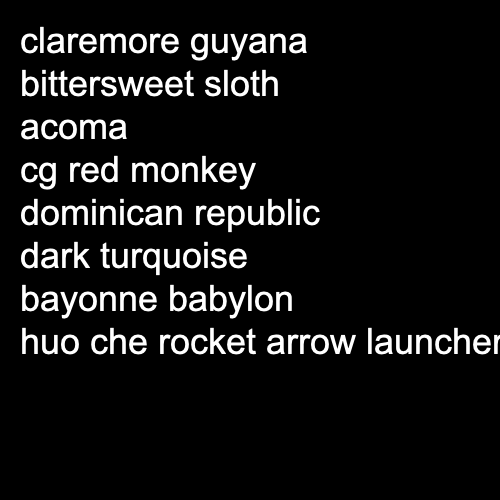 claremore guyana
bittersweet sloth
acoma
cg red monkey
dominican republic
dark turquoise
bayonne babylon
huo che rocket arrow launcher